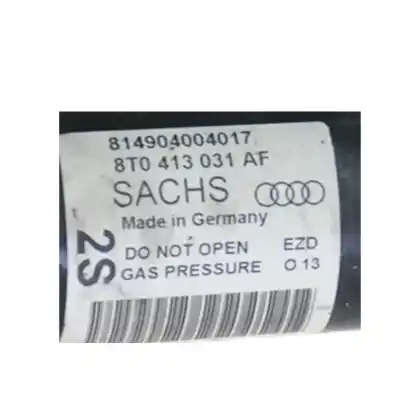 814904004017
8T0 413 031 AF
SACHS
Made in Germany
2S
DO NOT OPEN EZD
GAS PRESSURE O 13